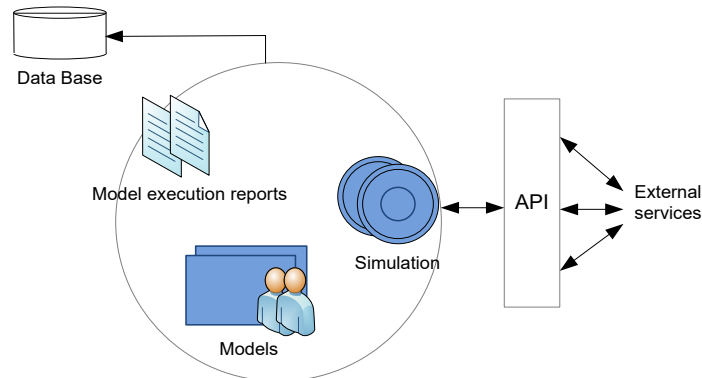 Data Base
Model execution reports
Simulation
API
External
services
Models